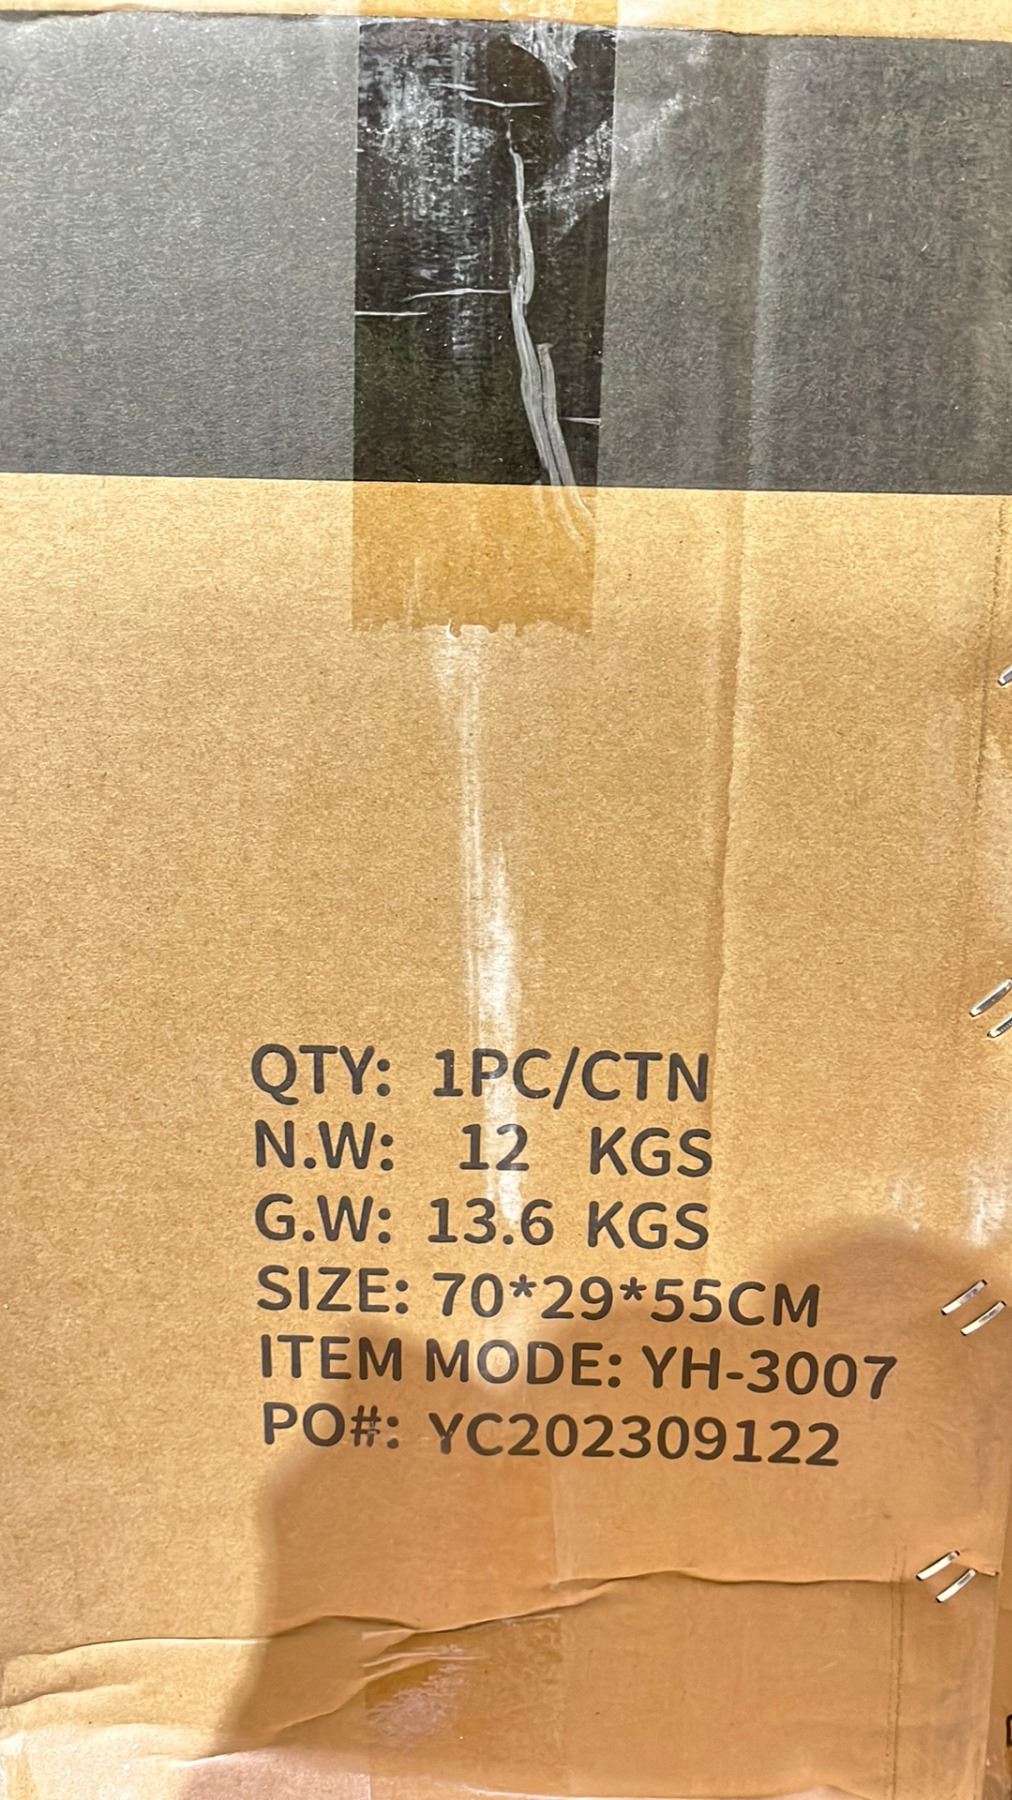 QTY: 1PC/CTN
N.W: 12 KGS
G.W: 13.6 KGS
SIZE: 70*29*55CM
ITEM MODE: YH-3007
PO#: YC202309122